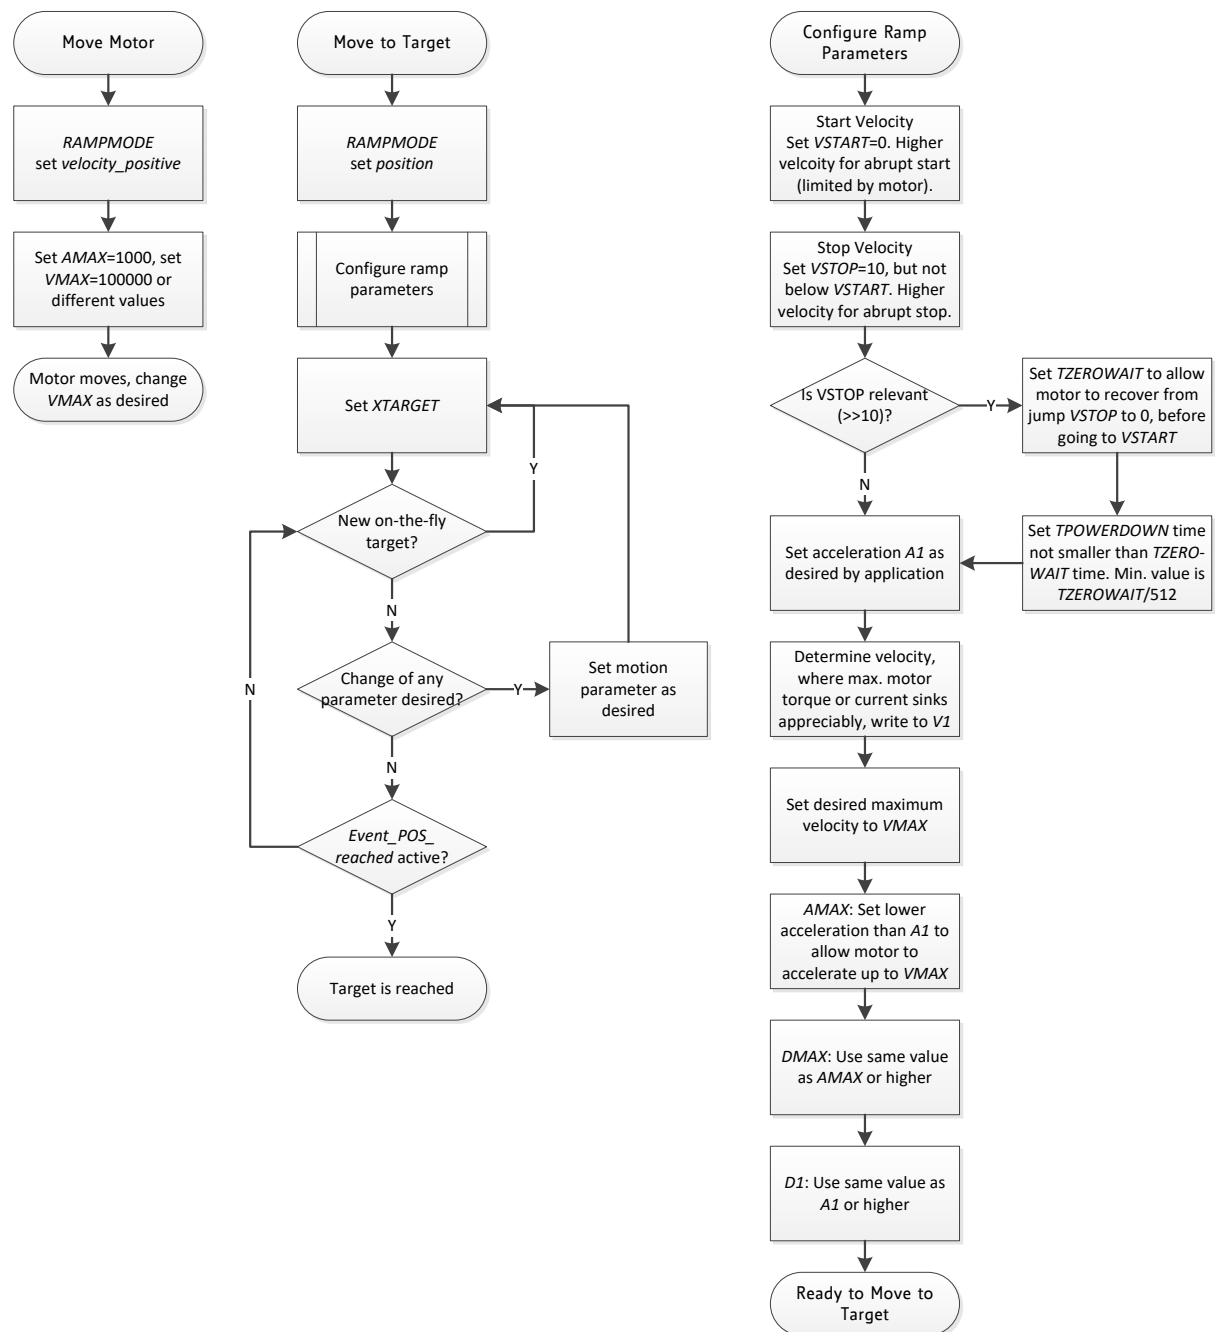 Move Motor
RAMPMODE
set velocity_positive
Set AMAX=1000, set
VMAX=100000 or
different values
Motor moves, change
VMAX as desired
Move to Target
RAMPMODE
set position
Configure ramp
parameters
Set XTARGET
New on-the-fly
target?
Y
N
Change of any
parameter desired?
Y
Set motion
parameter as
desired
N
N
Event_POS_
reached active?
Y
Target is reached
Configure Ramp
Parameters
Start Velocity
Set VSTART=0. Higher
velcoity for abrupt start
(limited by motor).
Stop Velocity
Set VSTOP=10, but not
below VSTART. Higher
velocity for abrupt stop.
Is VSTOP relevant
(>>10)?
Y
Set TZEROWAIT to allow
motor to recover from
jump VSTOP to 0, before
going to VSTART
N
Set TPOWERDOWN time
not smaller than TZERO-
WAIT time. Min. value is
TZEROWAIT/512
Set acceleration A1 as
desired by application
Determine velocity,
where max. motor
torque or current sinks
appreciably, write to V1
Set desired maximum
velocity to VMAX
AMAX: Set lower
acceleration than A1 to
allow motor to
accelerate up to VMAX
DMAX: Use same value
as AMAX or higher
D1: Use same value as
A1 or higher
Ready to Move to
Target